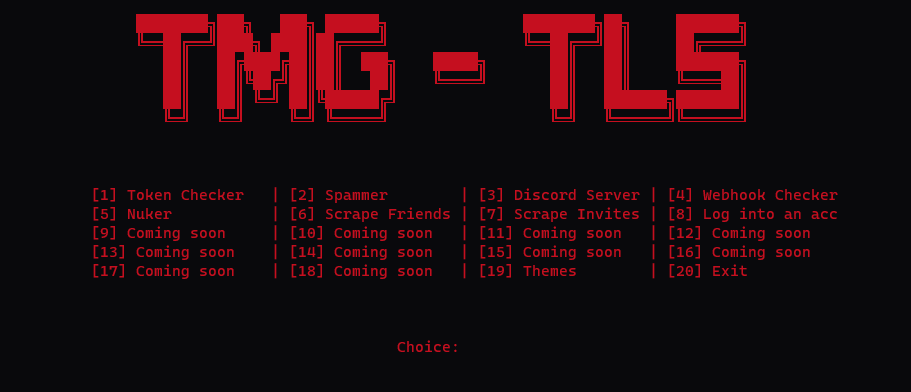 TMG - TLS
[1] Token Checker | [2] Spammer | [3] Discord Server | [4] Webhook Checker
[5] Nuker | [6] Scrape Friends | [7] Scrape Invites | [8] Log into an acc
[9] Coming soon | [10] Coming soon | [11] Coming soon | [12] Coming soon
[13] Coming soon | [14] Coming soon | [15] Coming soon | [16] Coming soon
[17] Coming soon | [18] Coming soon | [19] Themes | [20] Exit
Choice: